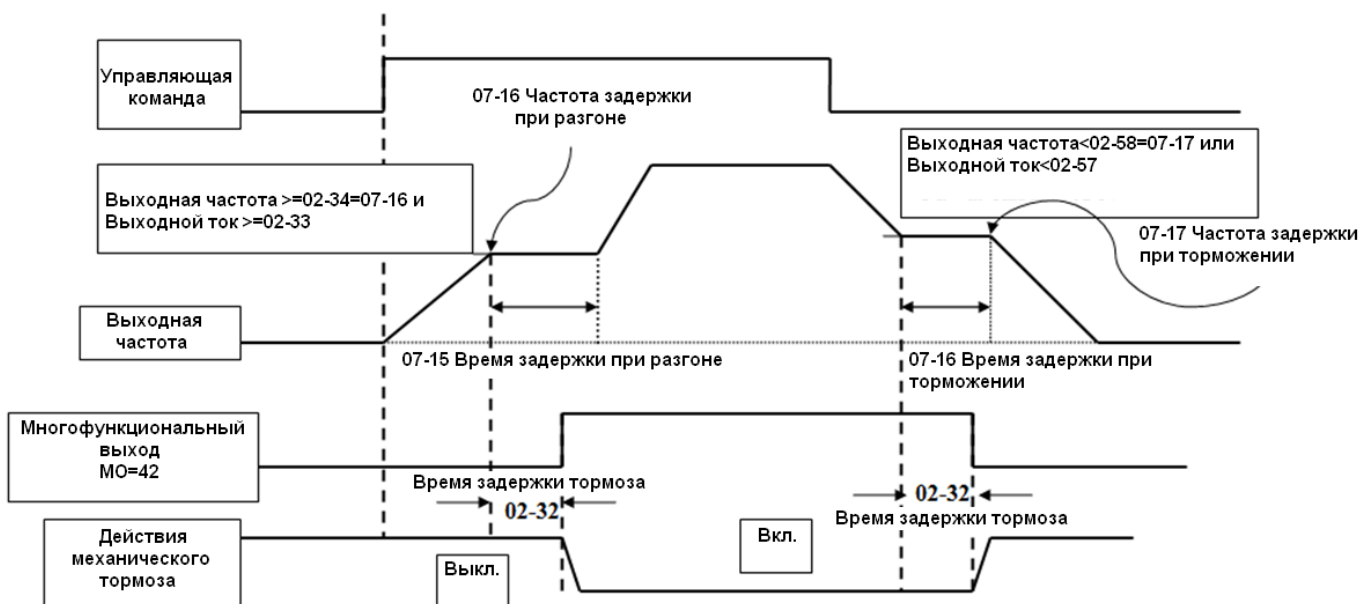 Управляющая
команда
07-16 Частота задержки
при разгоне
Выходная частота<02-58=07-17 или
Выходной ток<02-57
Выходная частота >=02-34=07-16 и
Выходной ток >=02-33
07-17 Частота задержки
при торможении
Выходная
частота
07-15 Время задержки при разгоне
07-16 Время задержки при
торможении
Многофункциональный
выход
МО=42
Время задержки тормоза
02-32
02-32
Время задержки тормоза
Действия
механического
тормоза
Выкл.
Вкл.